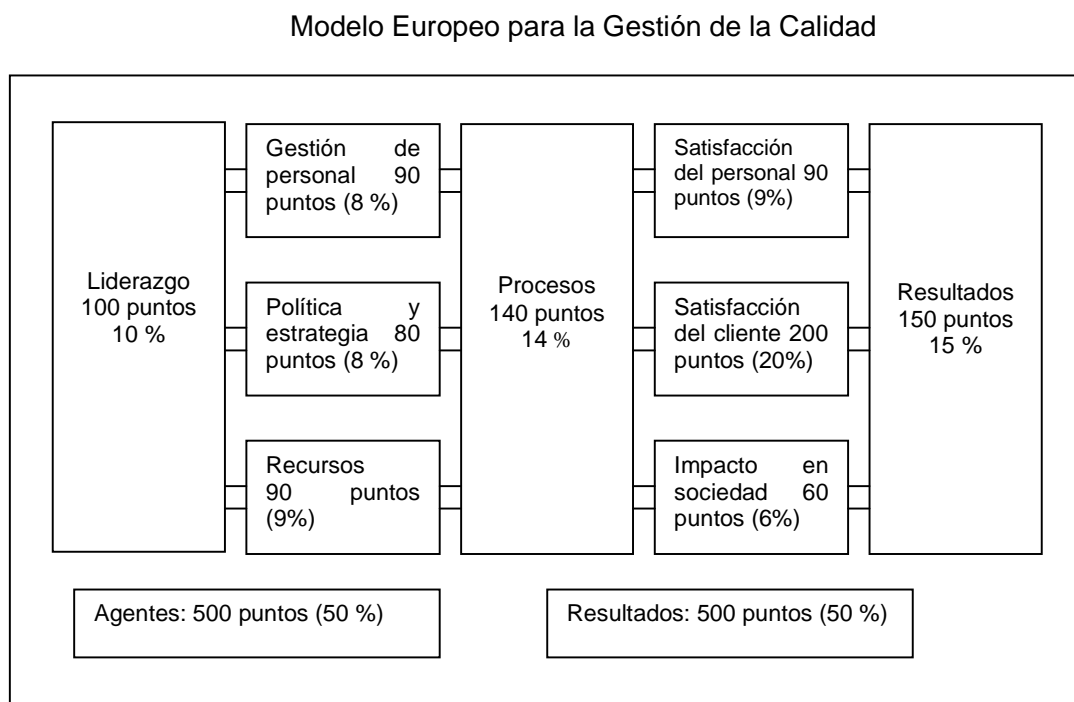 Modelo Europeo para la Gestión de la Calidad
Liderazgo
100 puntos
10 %
Gestión de
personal 90
puntos (8 %)
Política y
estrategia 80
puntos (8 %)
Recursos
90 puntos
(9%)
Procesos
140 puntos
14 %
Satisfacción
del personal 90
puntos (9%)
Satisfacción
del cliente 200
puntos (20%)
Impacto en
sociedad 60
puntos (6%)
Resultados
150 puntos
15 %
Agentes: 500 puntos (50 %)
Resultados: 500 puntos (50 %)